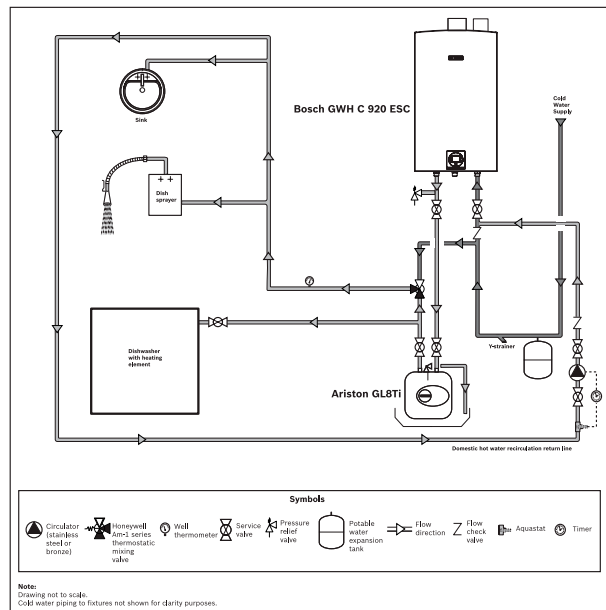 Bosch GWH C 920 ESC
Cold
Water
Supply
Sink
Dish
sprayer
Dishwasher
with heating
element
Y-strainer
Ariston GL8Ti
Domestic hot water recirculation return line
Symbols
Circulator
(stainless
steel or
bronze)
Honeywell
Am-1 series
thermostatic
mixing
valve
Well
thermometer
Service
valve
Pressure
relief
valve
Potable
water
expansion
tank
Flow
direction
Flow
check
valve
Aquastat
Timer
Note:
Drawing not to scale.
Cold water piping to fixtures not shown for clarity purposes.